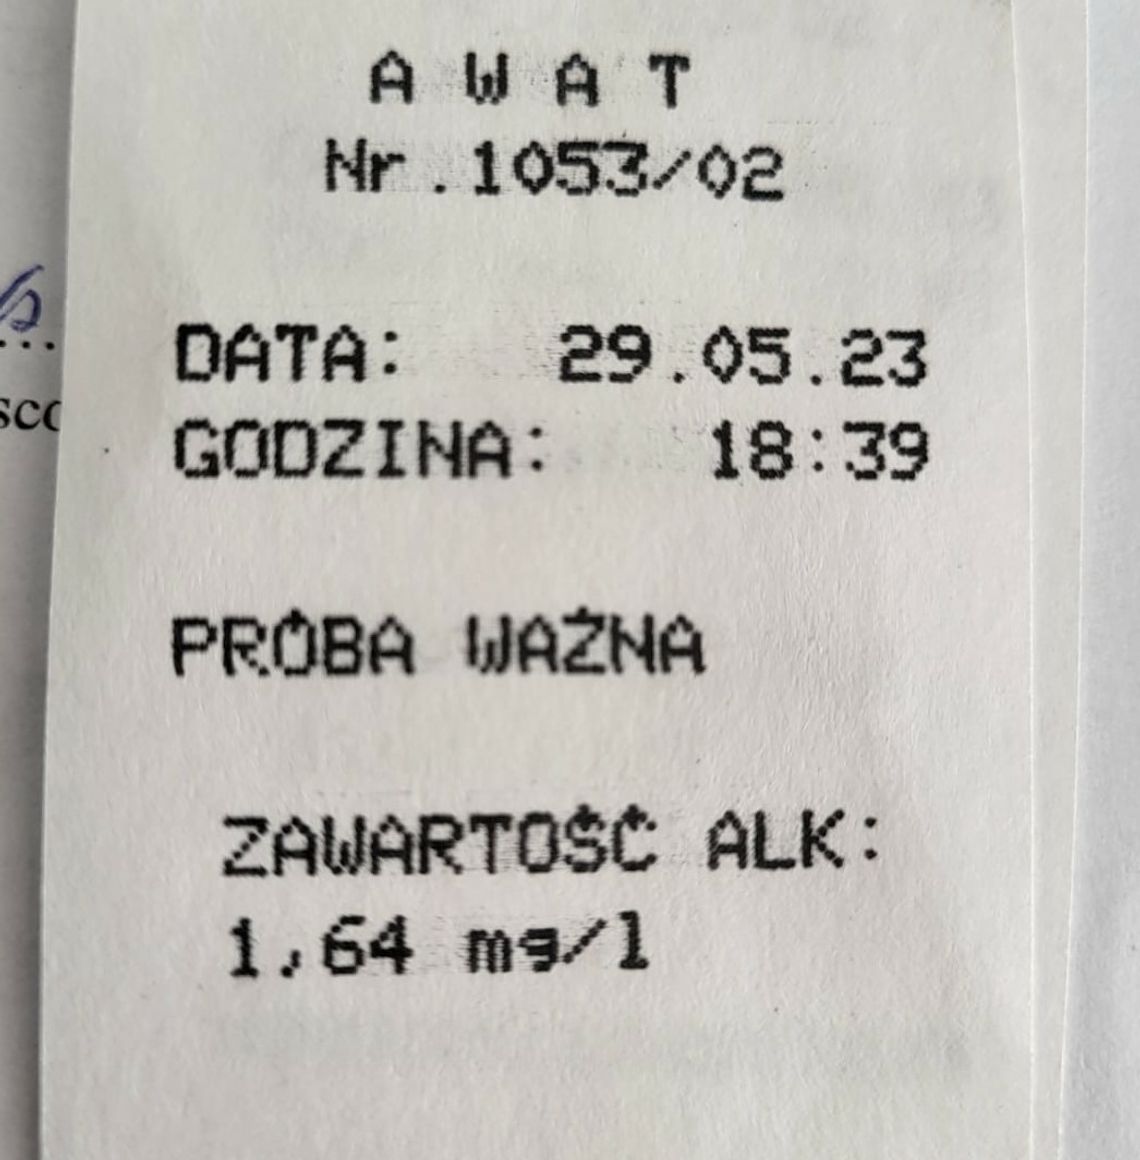 A W A T
Nr.1053/02
DATA: 29.05.23
GODZINA: 18:39
PRÓBA WAŻNA
ZAWARTOŚĆ ALK:
1,64 mg/l